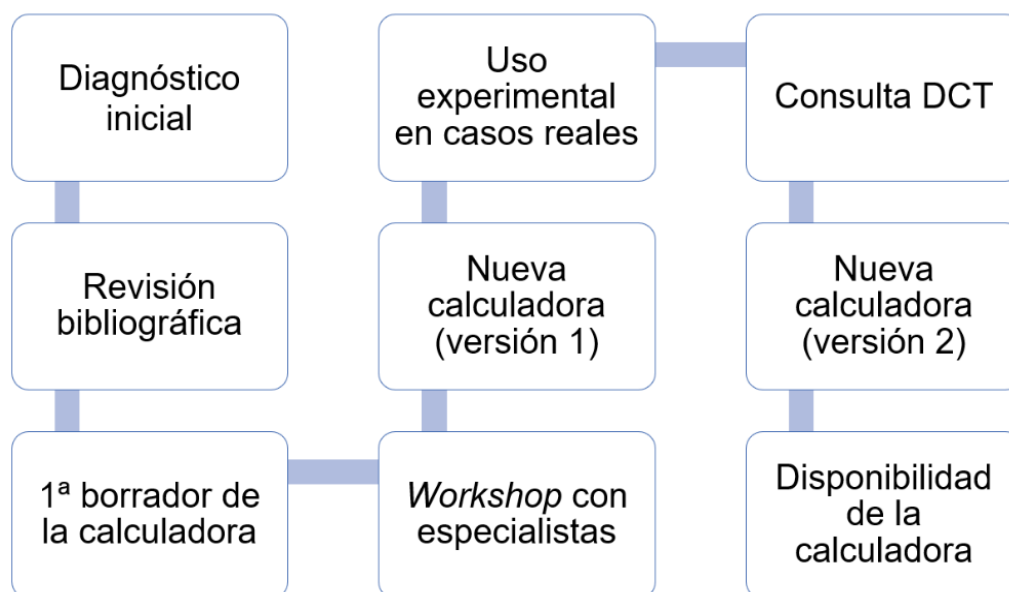 Diagnóstico
inicial
Revisión
bibliográfica
1ª borrador de
la calculadora
Workshop con
especialistas
Nueva
calculadora
(versión 1)
Uso
experimental
en casos reales
Consulta DCT
Nueva
calculadora
(versión 2)
Disponibilidad
de la
calculadora